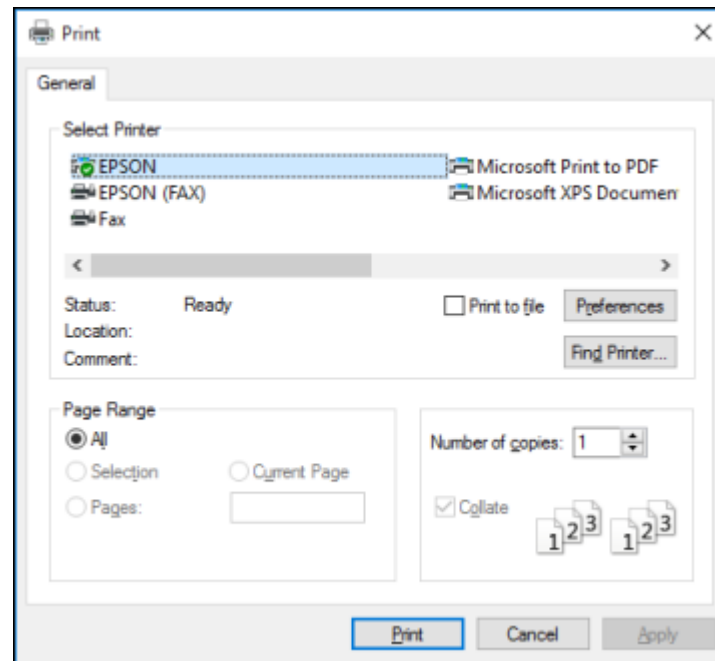 Print
General
Select Printer
EPSON
Microsoft Print to PDF
EPSON (FAX)
Microsoft XPS Documen
Fax
Status: Ready
Print to file
Preferences
Location:
Comment:
Find Printer...
Page Range
All
Number of copies: 1
Selection
Current Page
Pages:
Collate
1 2 3 1 2 3
Print
Cancel
Apply